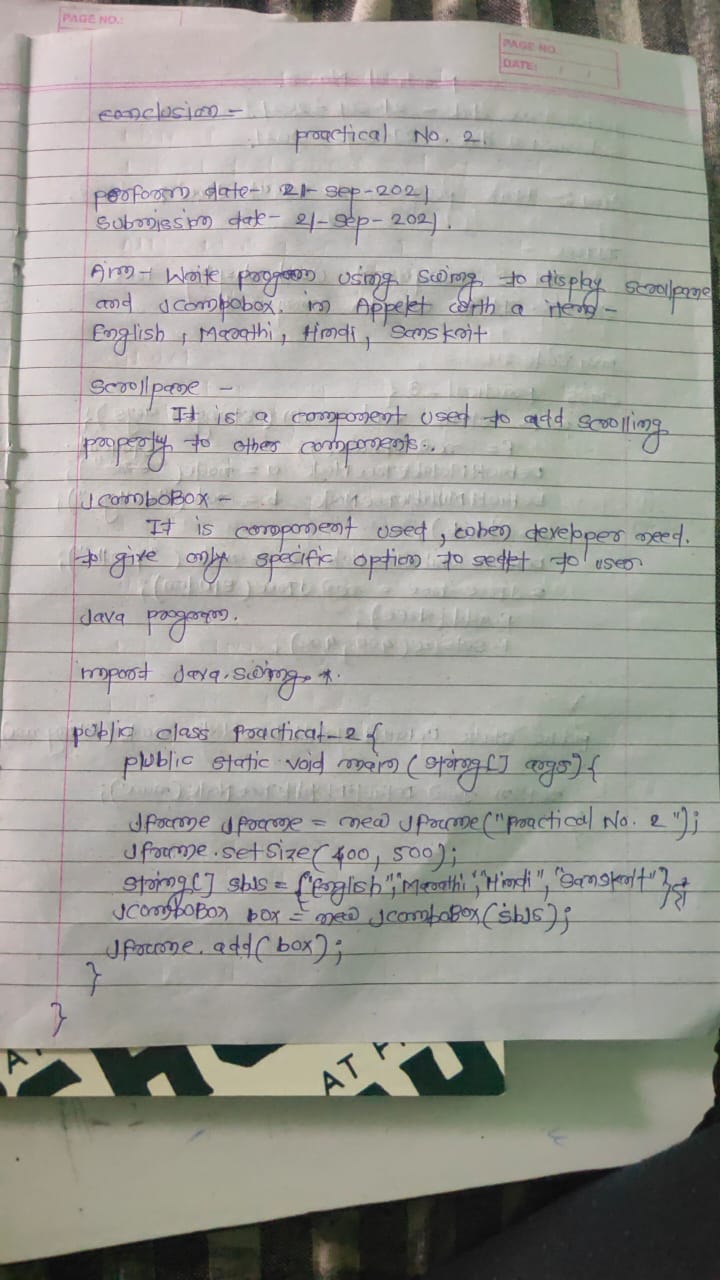 PAGE NO.:
PAGE NO.
DATE: / /
conclusion -
practical No. 2.
perform date - 21-sep-2021
submission date - 21-sep-2021.
Aim - Write program using swing to display scrollpane
and Jcombobox. in Applet with a item -
English, Marathi, Hindi, Sanskrit
Scrollpane -
It is a component used to add scrolling
property to other components.
JcomboBox -
It is component used, when developer need.
to give only specific option to to user
Java program.
import Java.swing.*.
public class Practical-2 {
public static void main (string[] args) {
Jframe Jframe = new Jframe("Practical No. 2");
Jframe.setSize(400, 500);
string[] sbjs = {"English","Marathi","Hindi","Sanskrit"};
JcomboBox box = new JcomboBox(sbjs);
Jframe.add(box);
}
}
AT